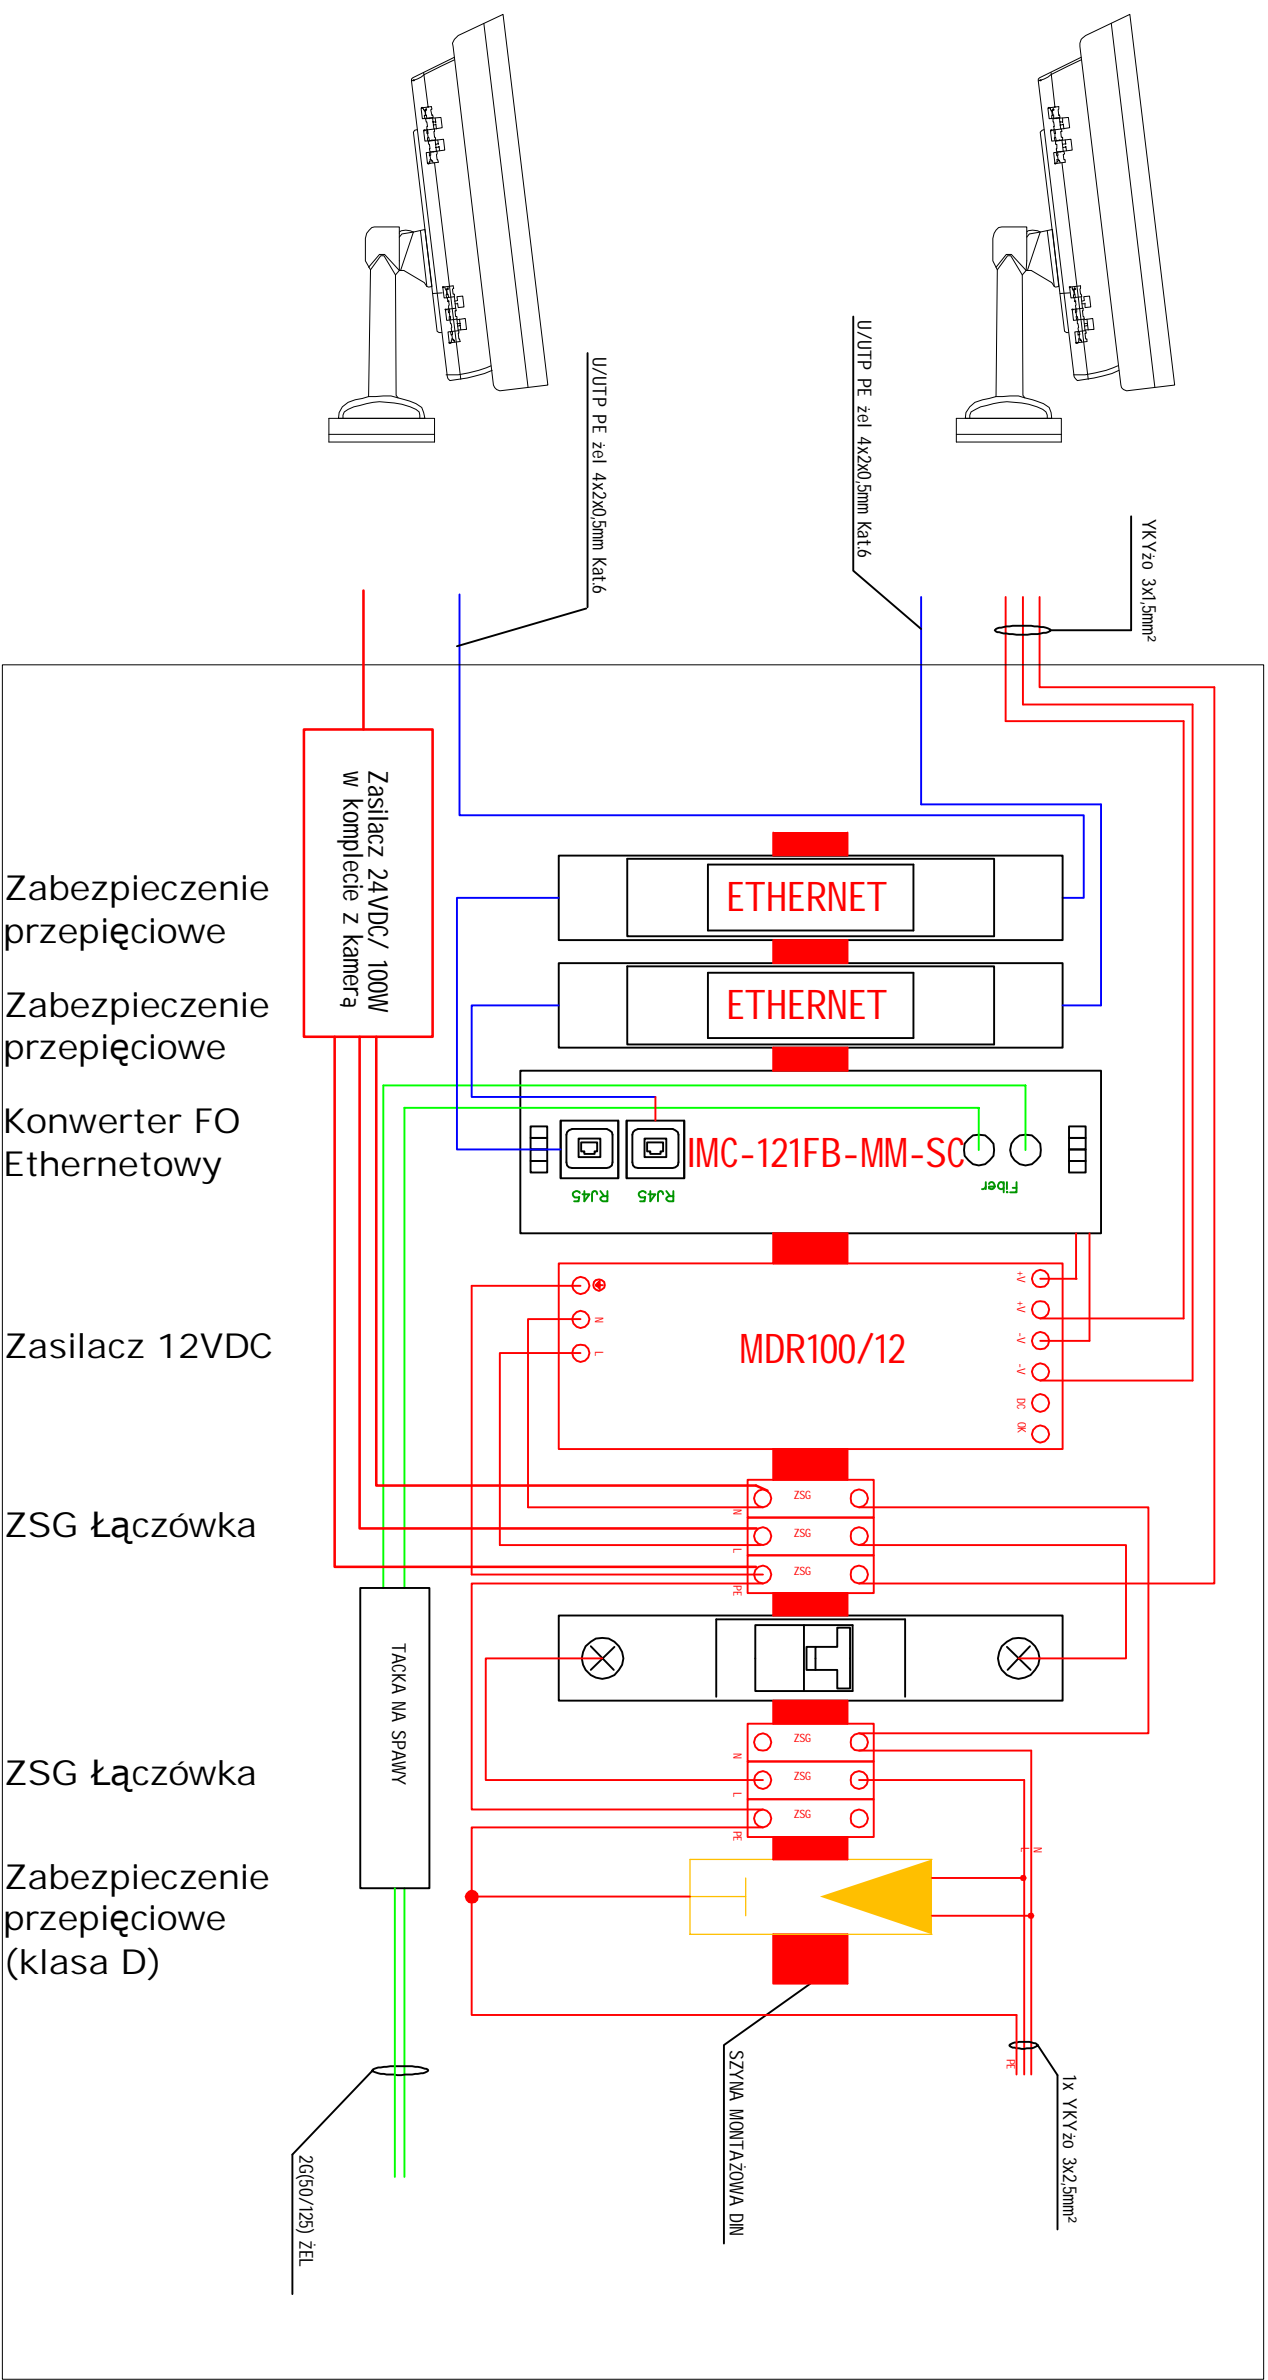 U/UTP PE żel 4x2x0,5mm Kat.6
U/UTP PE żel 4x2x0,5mm Kat.6
YKYżo 3x1,5mm²
Zasilacz 24VDC/ 100W
w komplecie z kamerą
Zabezpieczenie
przepięciowe
ETHERNET
Zabezpieczenie
przepięciowe
ETHERNET
Konwerter FO
Ethernetowy
IMC-121FB-MM-SC
RJ45
RJ45
Fiber
Zasilacz 12VDC
MDR100/12
N
L
+V
+V
-V
-V
DC
OK
ZSG Łączówka
ZSG
N
ZSG
L
ZSG
PE
TACKA NA SPAWY
ZSG Łączówka
ZSG
N
ZSG
L
ZSG
PE
N
L
Zabezpieczenie
przepięciowe
(klasa D)
PE
SZYNA MONTAŻOWA DIN
1x YKYżo 3x2,5mm²
2G(50/125) ŻEL